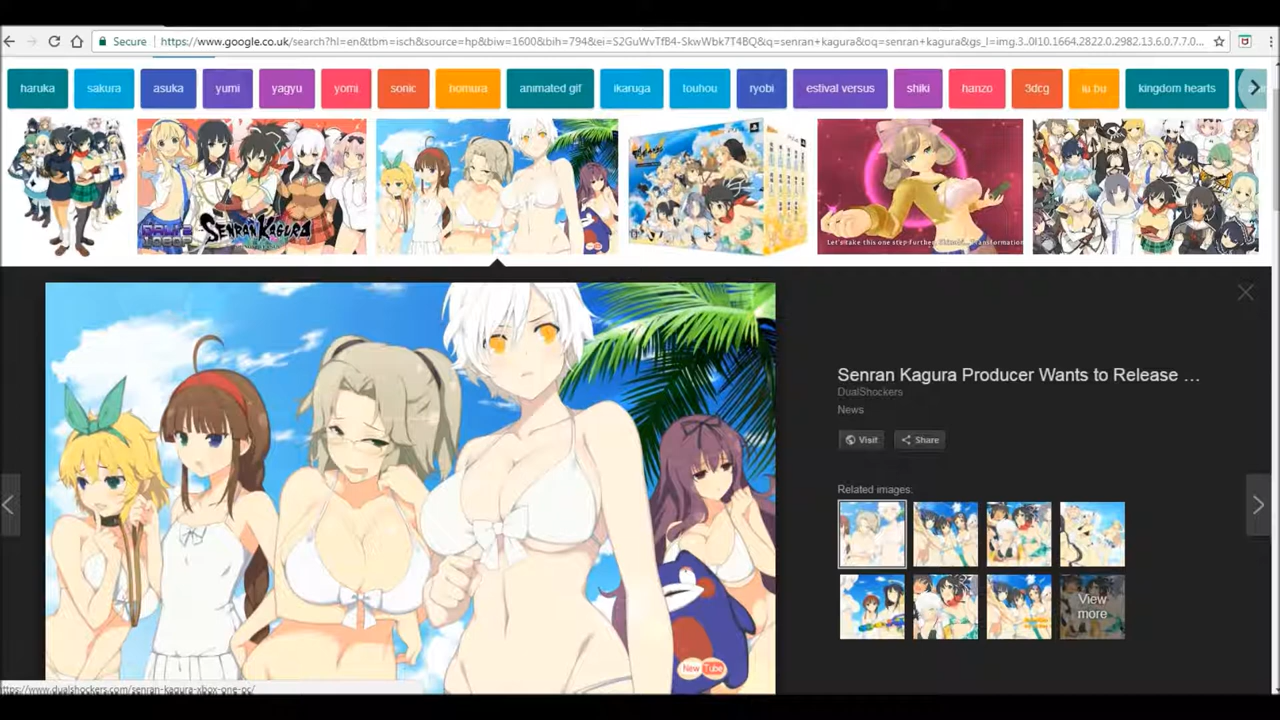 Secure
https://www.google.co.uk/search?hl=en&tbm=isch&source=hp&biw=1600&bih=794&ei=S2GuWvTfB4-SkwWbk7T4BQ&q=senran+kagura&oq=senran+kagura&gs_l=img.3..0l10.1664.2822.0.2982.13.6.0.7.7.0...
haruka
sakura
asuka
yumi
yagyu
yomi
sonic
homura
animated gif
ikaruga
touhou
ryobi
estival versus
shiki
hanzo
3dcg
iu bu
kingdom hearts
SENRAN KAGURA
Let's take this one step further,
Transformation
Senran Kagura Producer Wants to Release ...
DualShockers
News
Visit
Share
Related images:
View
more
New Tube
ttps://www.dualshockers.com/senran-kagura-xbox-one-pc/